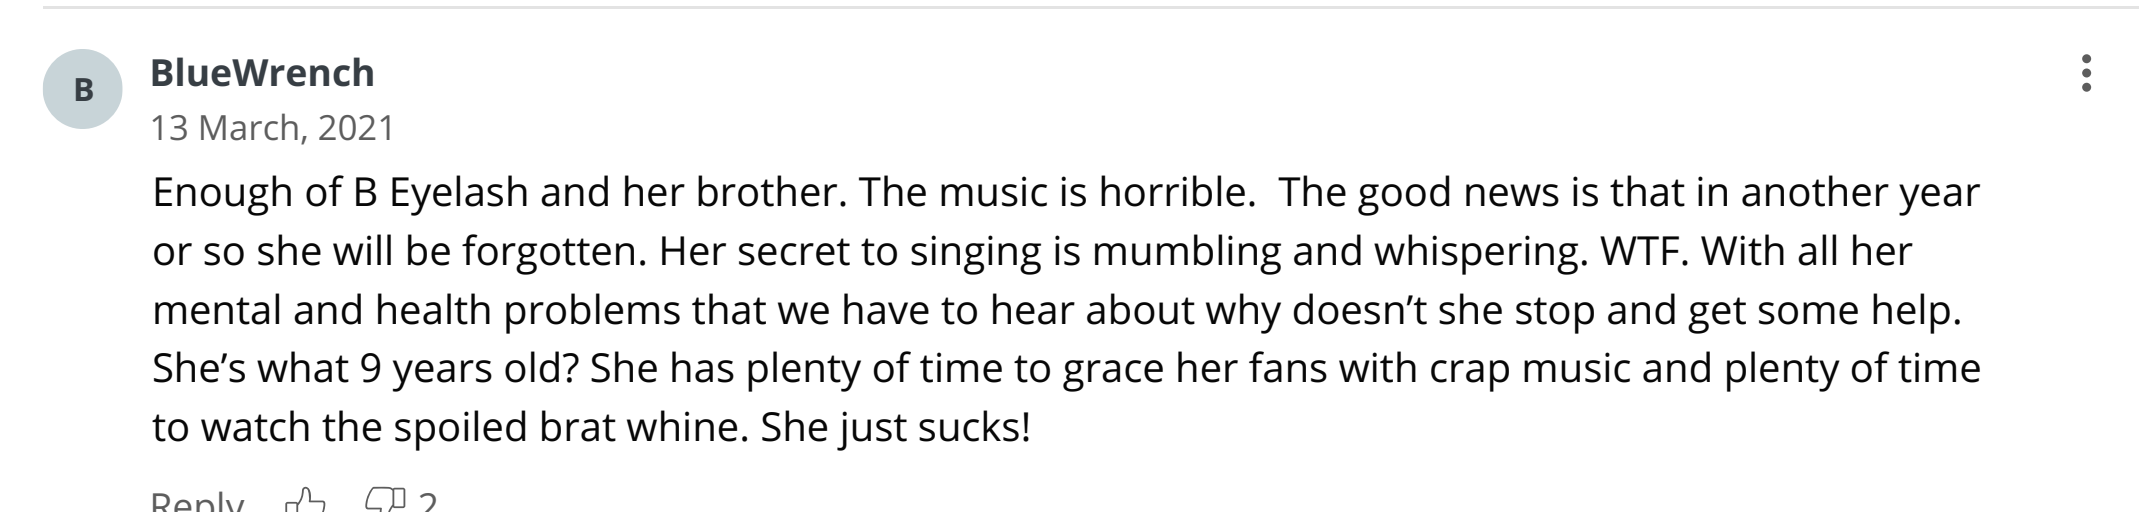 B
BlueWrench
13 March, 2021
Enough of B Eyelash and her brother. The music is horrible.  The good news is that in another year
or so she will be forgotten. Her secret to singing is mumbling and whispering. WTF. With all her
mental and health problems that we have to hear about why doesn’t she stop and get some help.
She’s what 9 years old? She has plenty of time to grace her fans with crap music and plenty of time
to watch the spoiled brat whine. She just sucks!
Reply 2